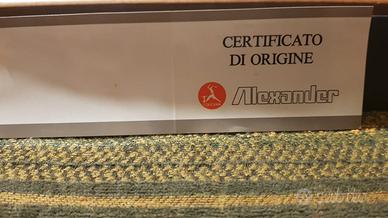 CERTIFICATO
DI ORIGINE
Alexander